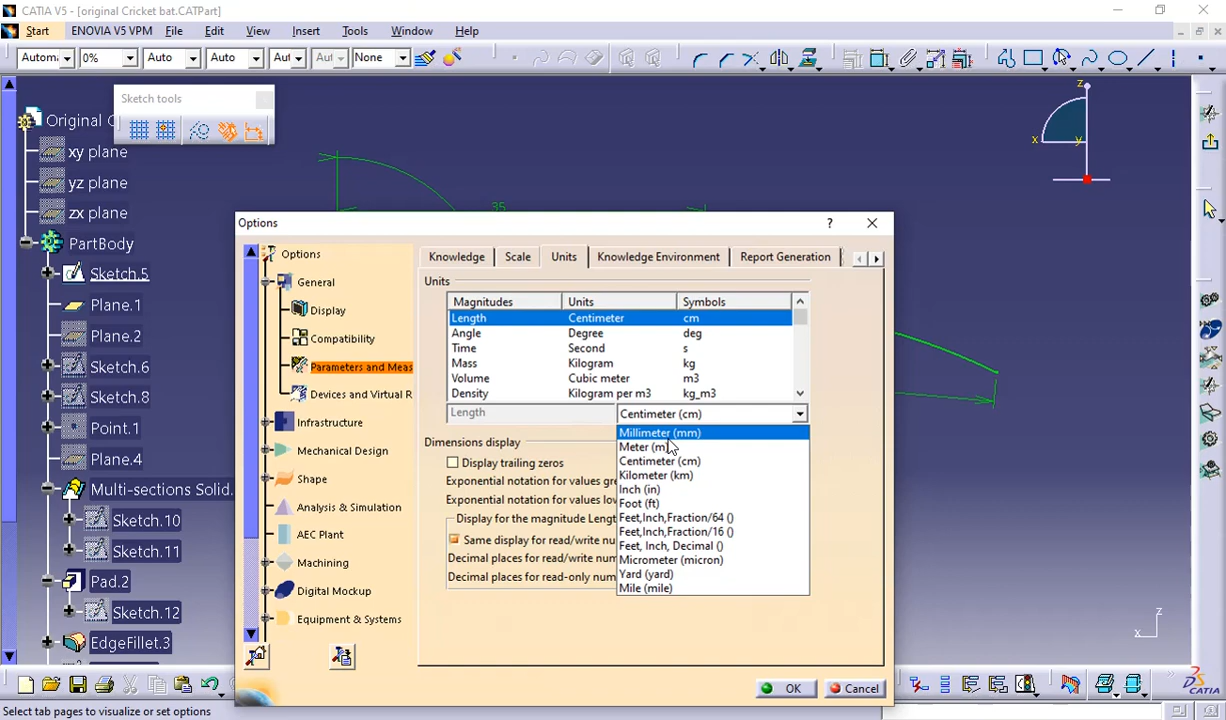 CATIA V5 - [original Cricket bat.CATPart]
Start ENOVIA V5 VPM File Edit View Insert Tools Window Help
Autom 0% Auto Auto Aut Aut None
Sketch tools
Original C
xy plane
yz plane
zx plane
PartBody
Sketch.5
Plane.1
Plane.2
Sketch.6
Sketch.8
Point.1
Plane.4
Multi-sections Solid.
Sketch.10
Sketch.11
Pad.2
Sketch.12
EdgeFillet.3
z
x
y
35
Options ?
Options
General
Display
Compatibility
Parameters and Meas
Devices and Virtual R
Infrastructure
Mechanical Design
Shape
Analysis & Simulation
AEC Plant
Machining
Digital Mockup
Equipment & Systems
Knowledge Scale Units Knowledge Environment Report Generation
Units
Magnitudes Units Symbols
Length Centimeter cm
Angle Degree deg
Time Second s
Mass Kilogram kg
Volume Cubic meter m3
Density Kilogram per m3 kg_m3
Length Centimeter (cm)
Millimeter (mm)
Meter (m)
Centimeter (cm)
Kilometer (km)
Inch (in)
Foot (ft)
Feet,Inch,Fraction/64 ()
Feet,Inch,Fraction/16 ()
Feet, Inch, Decimal ()
Micrometer (micron)
Yard (yard)
Mile (mile)
Dimensions display
Display trailing zeros
Exponential notation for values gre
Exponential notation for values lov
Display for the magnitude Lengt
Same display for read/write nu
Decimal places for read/write num
Decimal places for read-only num
OK Cancel
z
x
CATIA
Select tab pages to visualize or set options